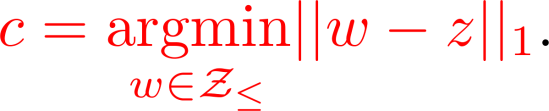 c = argmin||w − z||₁.
w∈𝒵≤